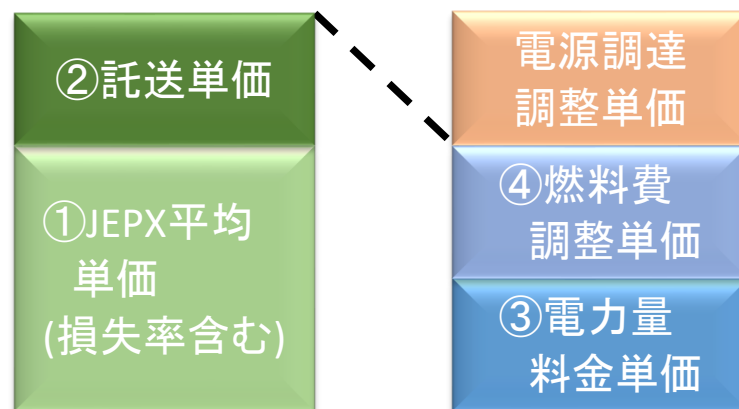 ②託送単価
①JEPX平均
単価
(損失率含む)
電源調達
調整単価
④燃料費
調整単価
③電力量
料金単価